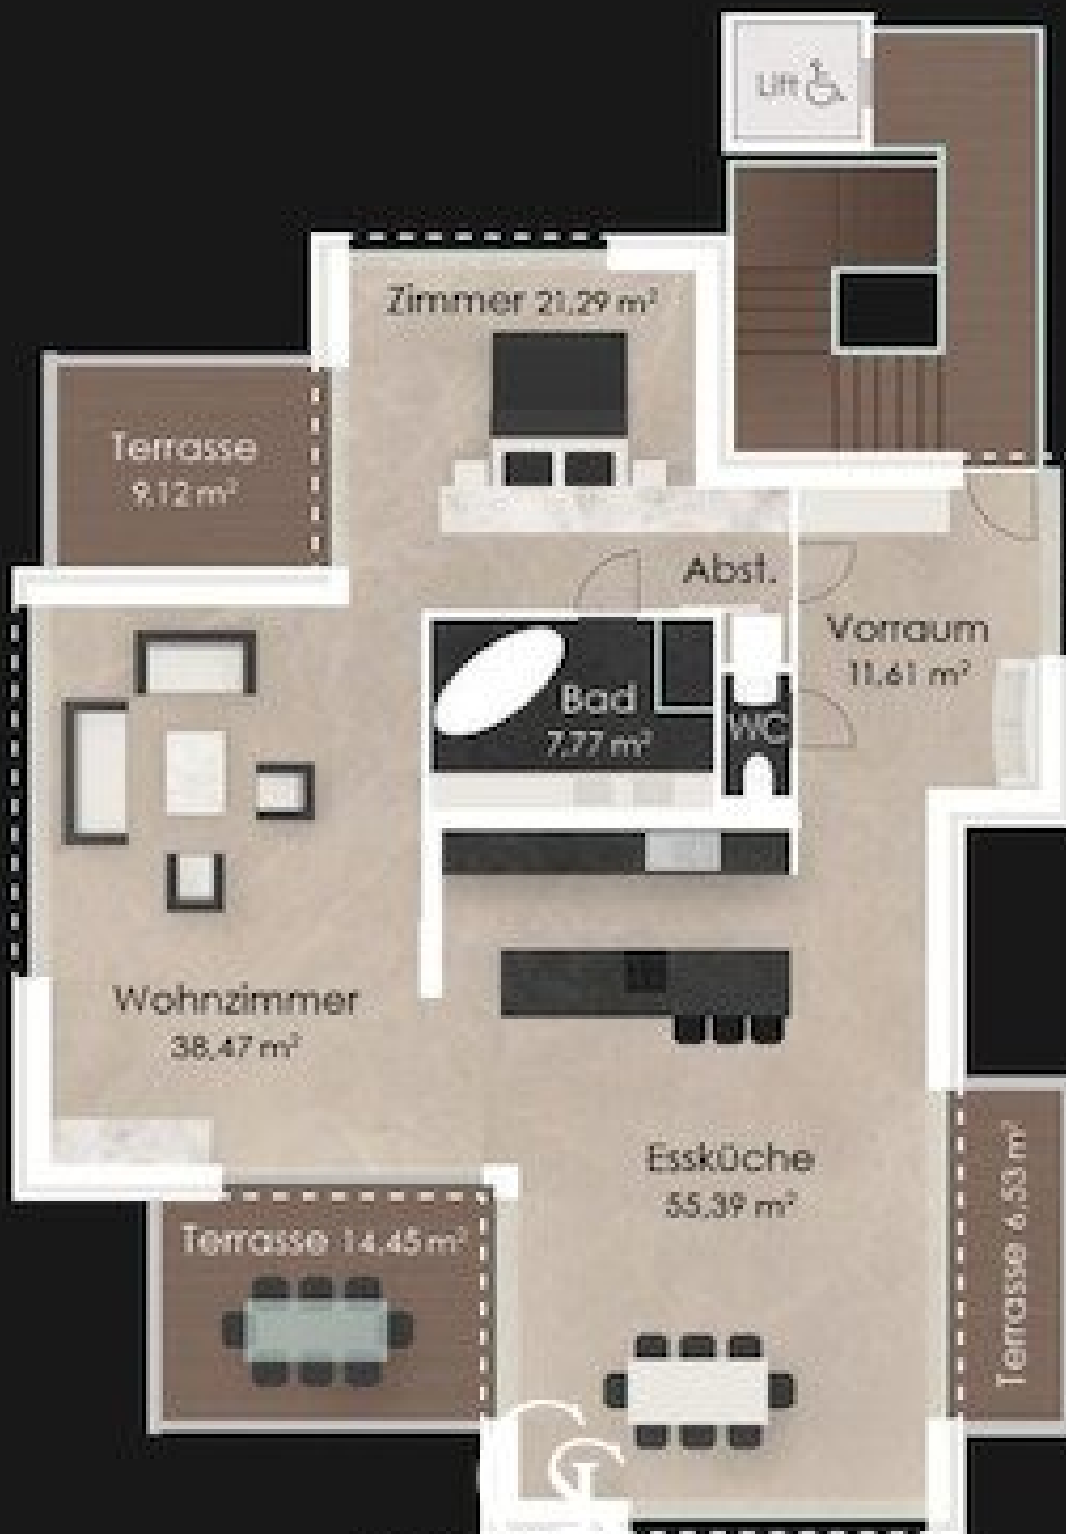 Lift
Zimmer 21,29 m²
Terrasse
9,12 m²
Abst.
Vorraum
11,61 m²
Bad
7,77 m²
WC
Wohnzimmer
38,47 m²
Essküche
55,39 m²
Terrasse 6,53 m²
Terrasse 14,45 m²
G